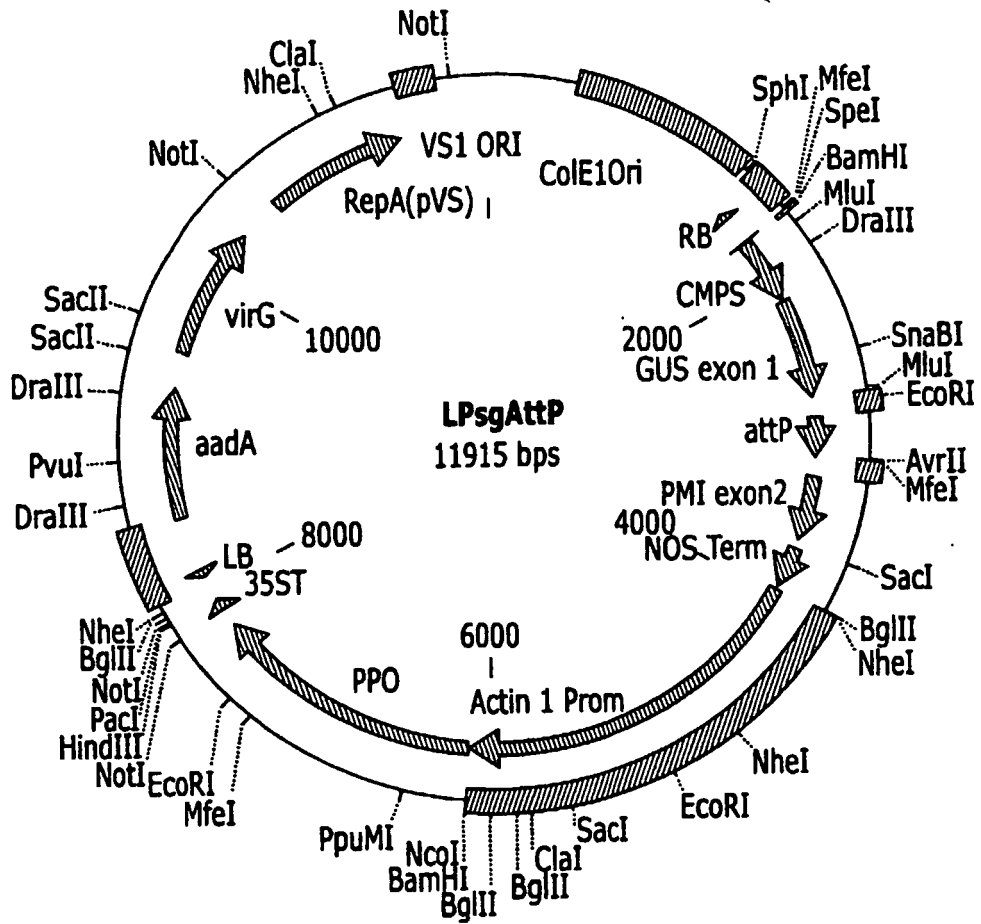 NotI
ClaI
NheI
NotI
SphI
MfeI
SpeI
BamHI
MluI
DraIII
VS1 ORI
ColE1Ori
RepA(pVS)
RB
CMPS
2000
GUS exon 1
SnaBI
MluI
EcoRI
SacII
SacII
virG
10000
DraIII
LPsgAttP
11915 bps
attP
aadA
AvrII
MfeI
PvuI
PMI exon2
4000
NOS Term
DraIII
8000
LB
35ST
SacI
6000
BglII
NheI
NheI
BglII
NotI
PacI
HindIII
NotI
PPO
Actin 1 Prom
EcoRI
MfeI
NheI
EcoRI
PpuMI
SacI
NcoI
ClaI
BamHI
BglII
BglII